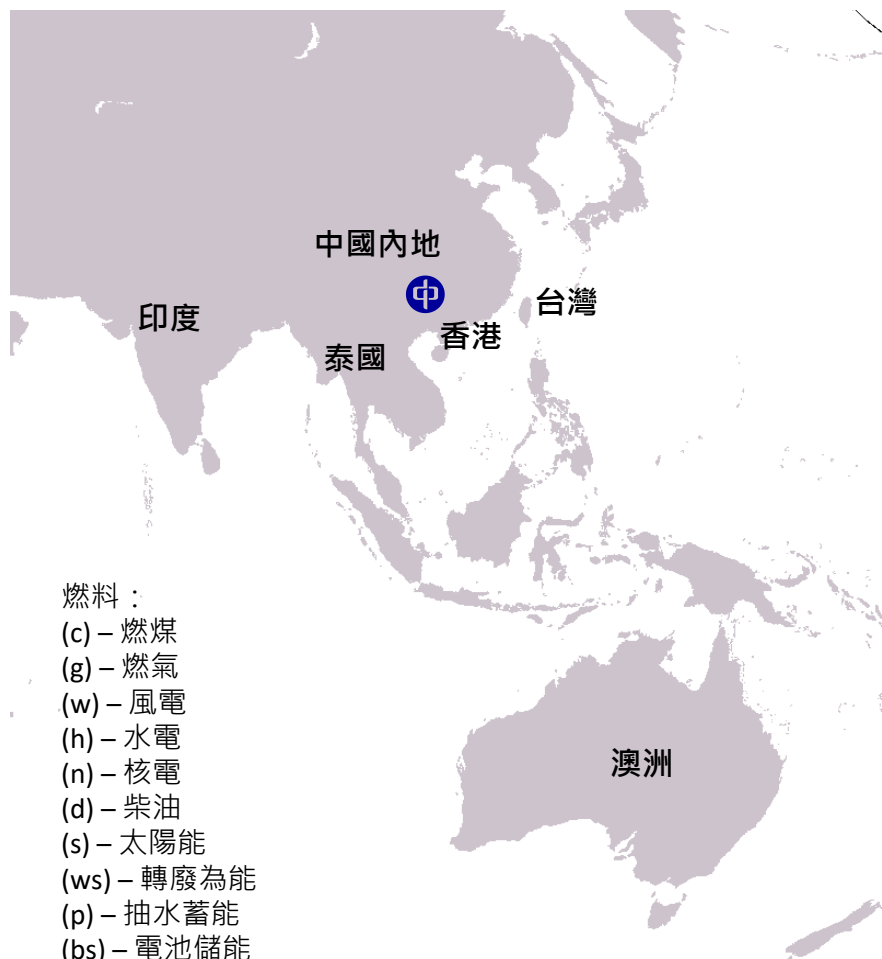 中國內地
台灣
印度
香港
泰國
燃料：
(c) – 燃煤
(g) – 燃氣
(w) – 風電
(h) – 水電
(n) – 核電
(d) – 柴油
(s) – 太陽能
(ws) – 轉廢為能
(p) – 抽水蓄能
(bs) – 電池儲能
澳洲